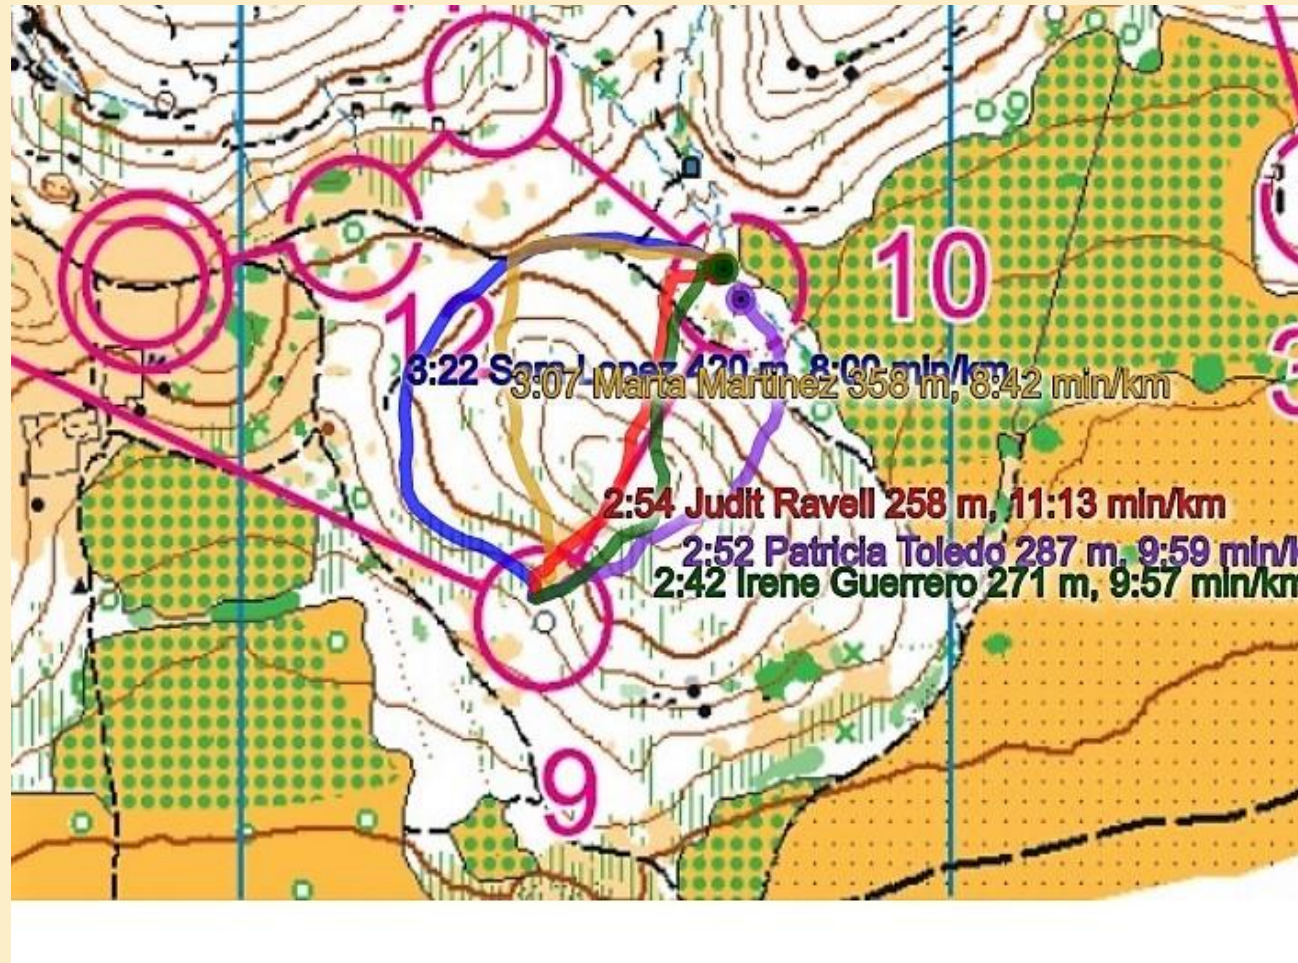 10
12
3:22 Sara Lopez 420 m, 8:00 min/km
3:07 Marta Martinez 358 m, 8:42 min/km
2:54 Judit Ravell 258 m, 11:13 min/km
2:52 Patricia Toledo 287 m, 9:59 min/k
2:42 Irene Guerrero 271 m, 9:57 min/km
9